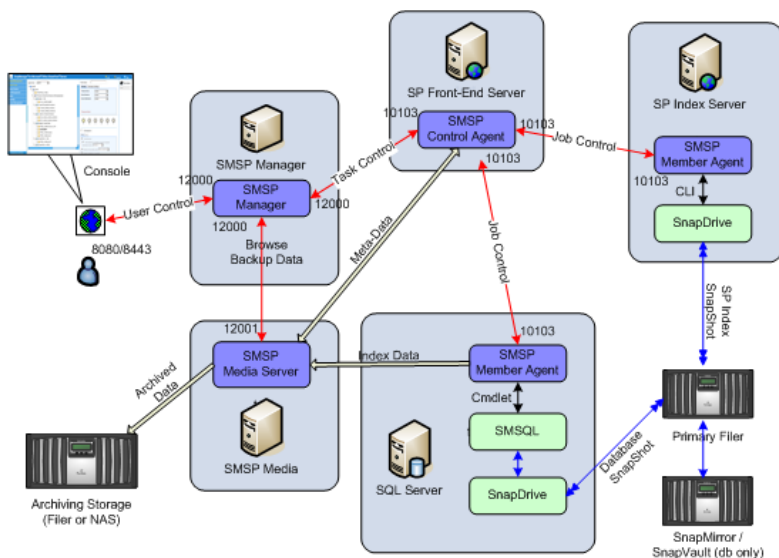 SP Front-End Server
10103
SMSP
Control Agent
10103
10103
SP Index Server
Job Control
SMSP
Member Agent
10103
CLI
SnapDrive
SP Index
SnapShot
Console
SMSP Manager
12000
SMSP
Manager
12000
12000
Task Control
User Control
8080/8443
Browse
Backup Data
Meta-Data
Job Control
12001
SMSP
Media Server
SMSP Media
Index Data
Archived
Data
Archiving Storage
(Filer or NAS)
10103
SMSP
Member Agent
Cmdlet
SMSQL
SnapDrive
SQL Server
Database
SnapShot
Primary Filer
SnapMirror /
SnapVault (db only)